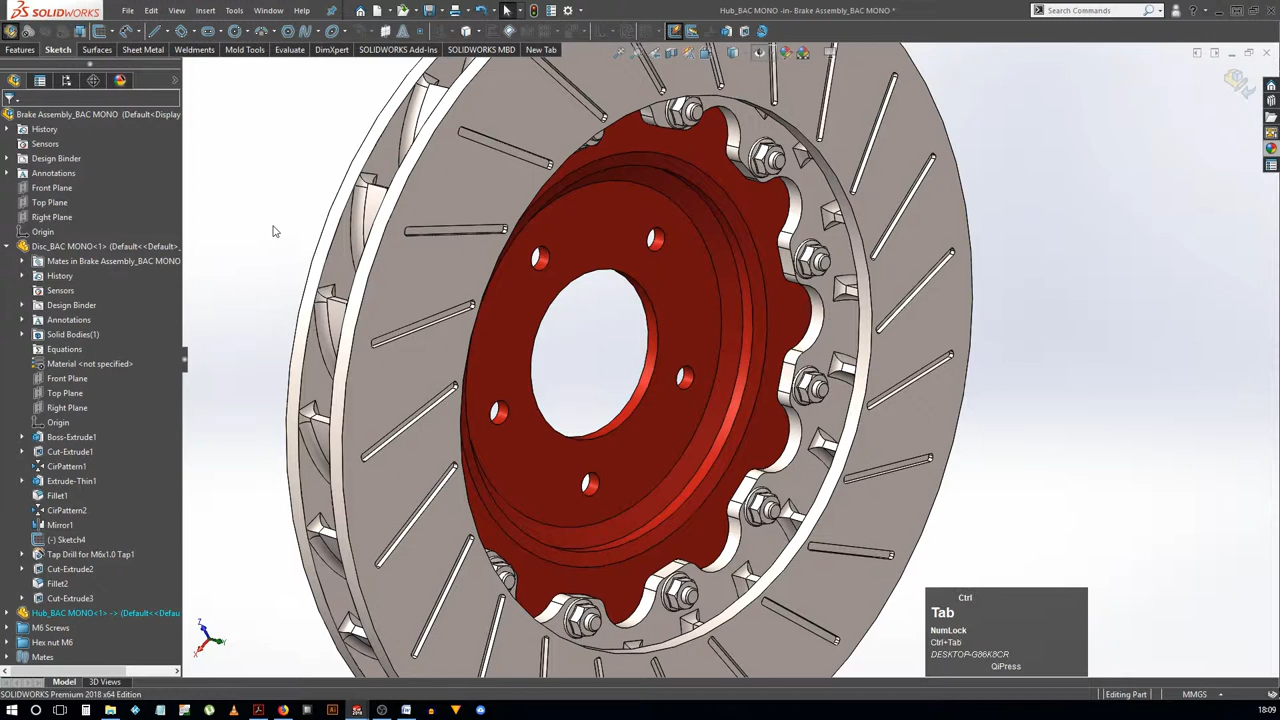 SOLIDWORKS
File
Edit
View
Insert
Tools
Window
Help
Hub_BAC MONO -in- Brake Assembly_BAC MONO *
Search Commands
Features
Sketch
Surfaces
Sheet Metal
Weldments
Mold Tools
Evaluate
DimXpert
SOLIDWORKS Add-Ins
SOLIDWORKS MBD
New Tab
Brake Assembly_BAC MONO (Default<Display
History
Sensors
Design Binder
Annotations
Front Plane
Top Plane
Right Plane
Origin
Disc_BAC MONO<1> (Default<<Default>_
Mates in Brake Assembly_BAC MONO
History
Sensors
Design Binder
Annotations
Solid Bodies(1)
Equations
Material <not specified>
Front Plane
Top Plane
Right Plane
Origin
Boss-Extrude1
Cut-Extrude1
CirPattern1
Extrude-Thin1
Fillet1
CirPattern2
Mirror1
(-) Sketch4
Tap Drill for M6x1.0 Tap1
Cut-Extrude2
Fillet2
Cut-Extrude3
Hub_BAC MONO<1> -> (Default<<Defau
M6 Screws
Hex nut M6
Mates
Z
X
Y
Ctrl
Tab
NumLock
Ctrl+Tab
DESKTOP-G86K8CR
QiPress
Model
3D Views
SOLIDWORKS Premium 2018 x64 Edition
Editing Part
MMGS
18:09